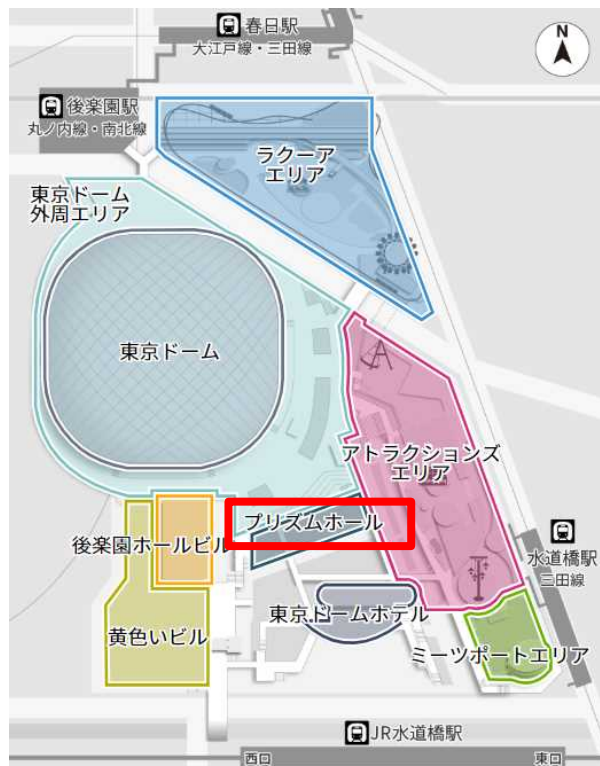 春日駅
大江戸線・三田線
N
後楽園駅
丸ノ内線・南北線
ラクーア
エリア
東京ドーム
外周エリア
東京ドーム
アトラクションズ
エリア
プリズムホール
後楽園ホールビル
水道橋駅
三田線
東京ドームホテル
黄色いビル
ミーツポートエリア
JR水道橋駅
西口
東口